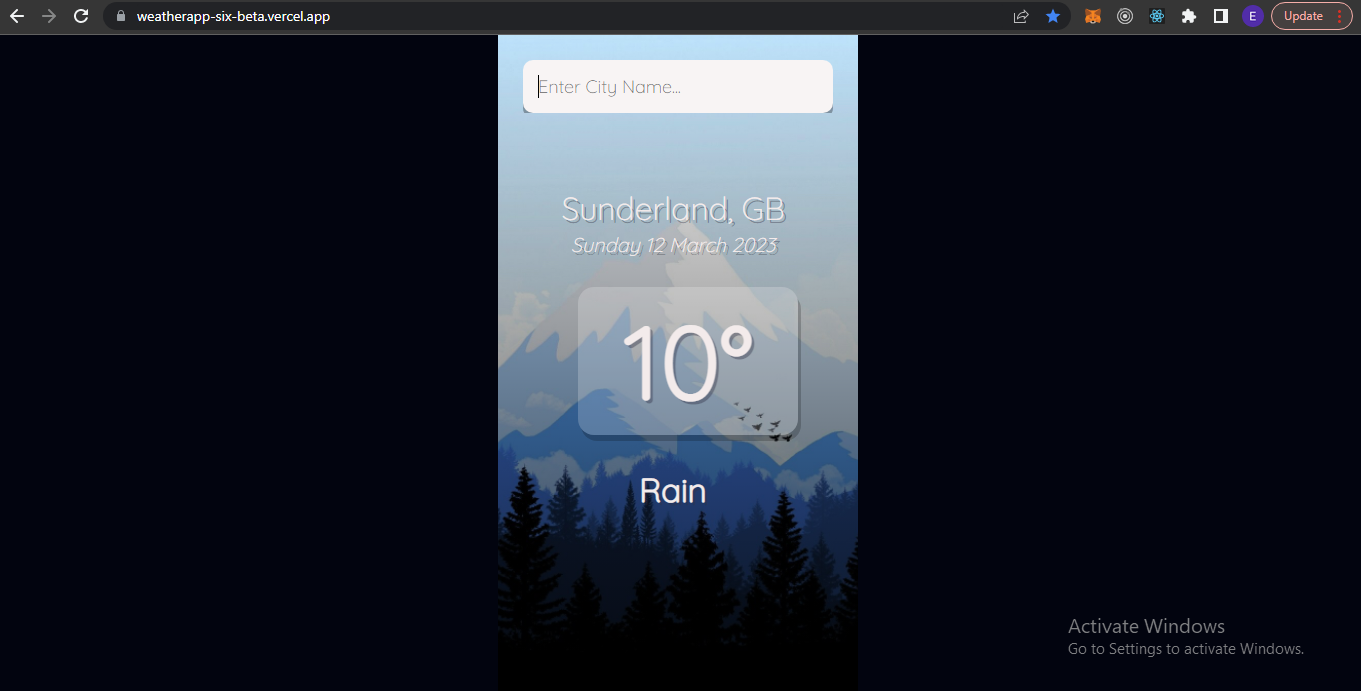 weatherapp-six-beta.vercel.app
E
Update
Enter City Name...
Sunderland, GB
Sunday 12 March 2023
10°
Rain
Activate Windows
Go to Settings to activate Windows.